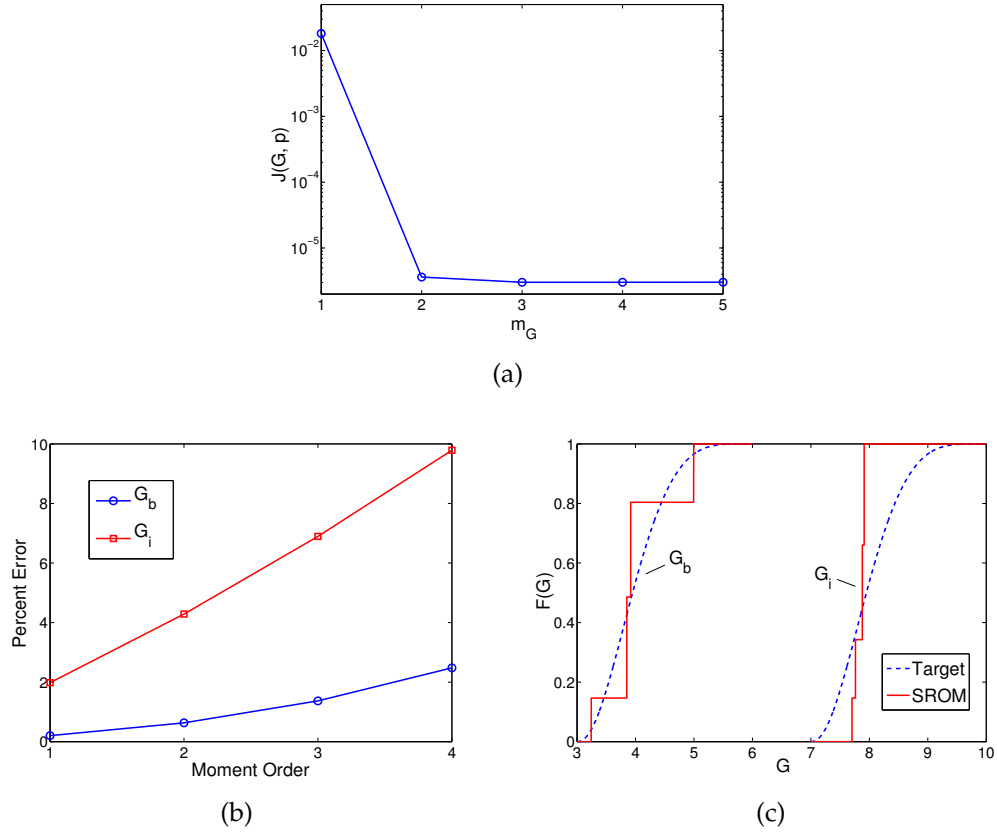 10^-2
10^-3
10^-4
10^-5
J(G, p)
1 2 3 4 5
m_G
(a)
10
8
6
4
2
0
Percent Error
G_b
G_i
1 2 3 4
Moment Order
(b)
1
0.8
0.6
0.4
0.2
0
F(G)
G_b
G_i
Target
SROM
3 4 5 6 7 8 9 10
G
(c)